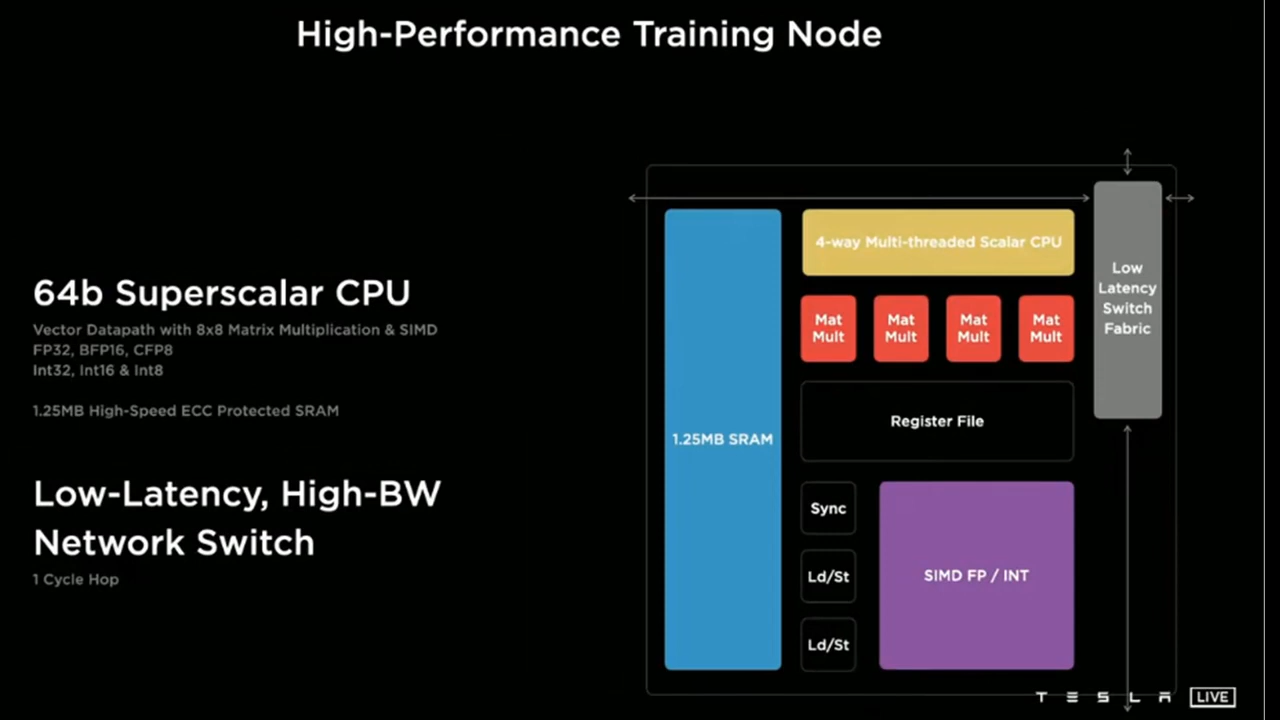 High-Performance Training Node
64b Superscalar CPU
Vector Datapath with 8x8 Matrix Multiplication & SIMD
FP32, BFP16, CFP8
Int32, Int16 & Int8
1.25MB High-Speed ECC Protected SRAM
Low-Latency, High-BW
Network Switch
1 Cycle Hop
1.25MB SRAM
4-way Multi-threaded Scalar CPU
Mat
Mult
Mat
Mult
Mat
Mult
Mat
Mult
Register File
Sync
Ld/St
Ld/St
SIMD FP / INT
Low
Latency
Switch
Fabric
TESLA LIVE